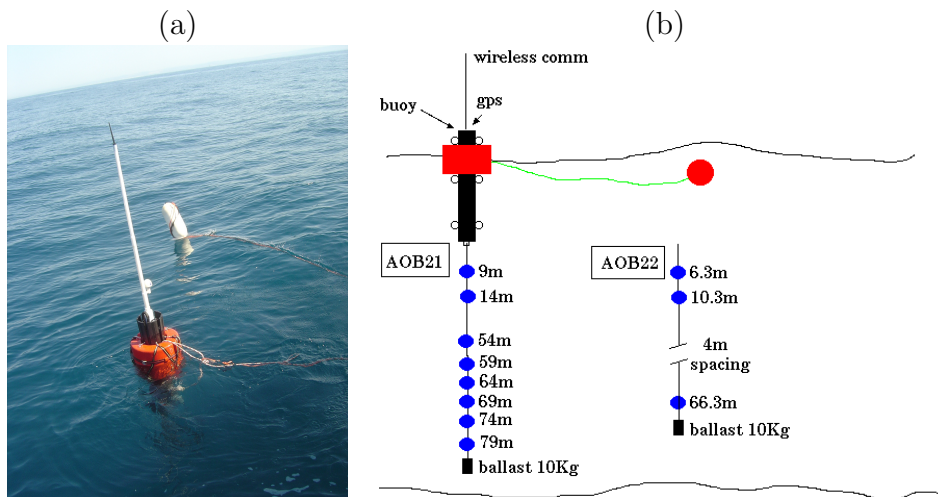 (a)
(b)
wireless comm
gps
buoy
AOB21
9m
14m
54m
59m
64m
69m
74m
79m
ballast 10Kg
AOB22
6.3m
10.3m
4m
spacing
66.3m
ballast 10Kg